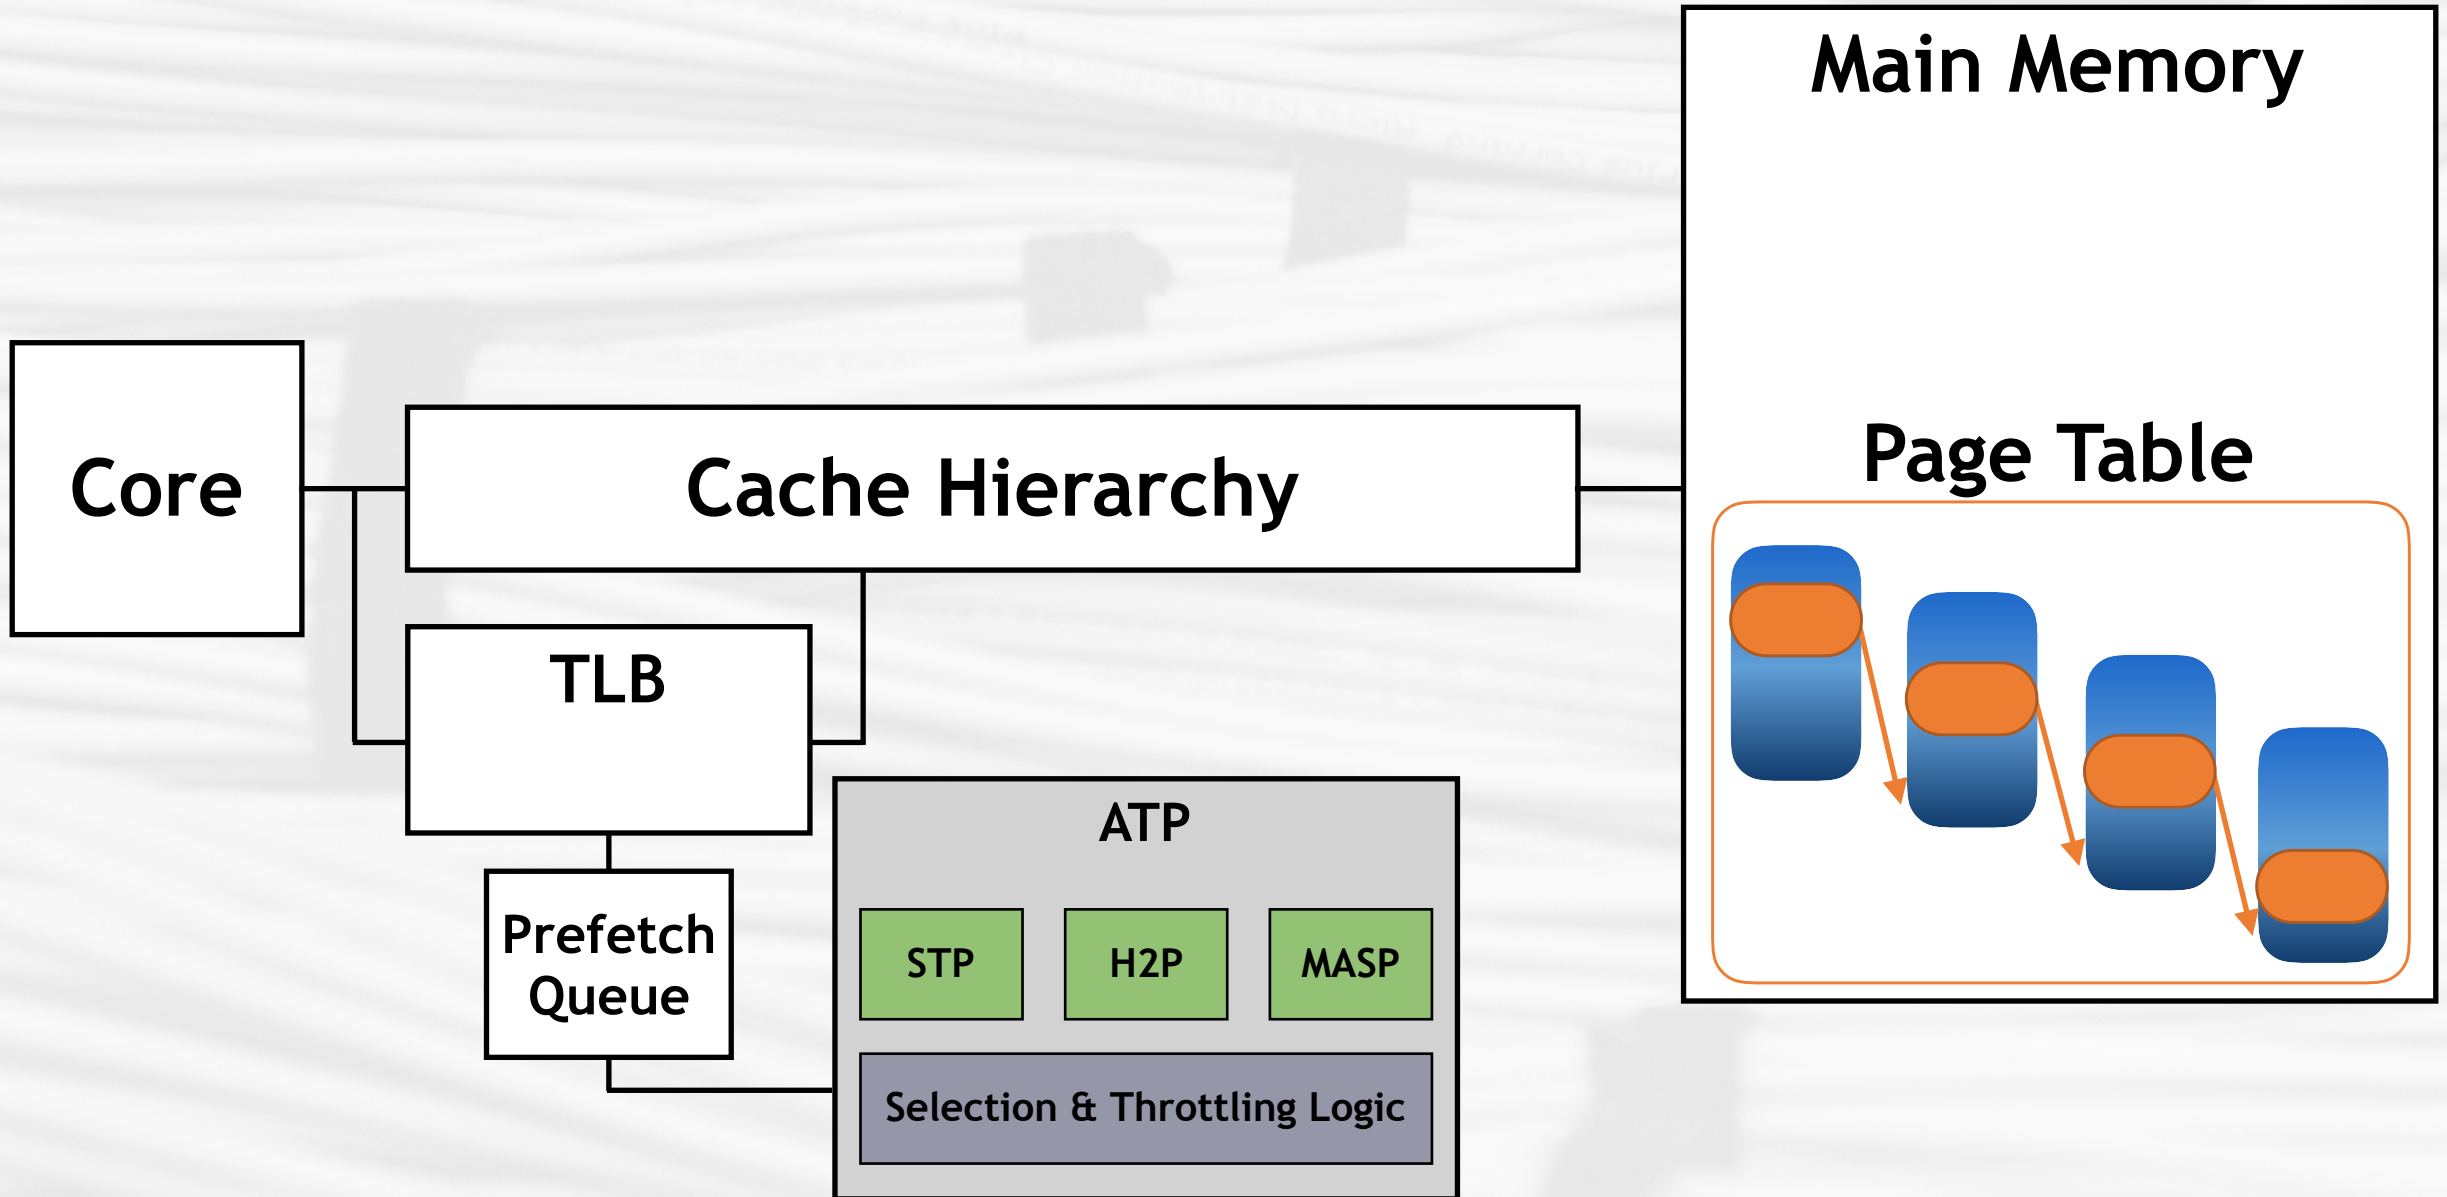 Main Memory
Core
Cache Hierarchy
Page Table
TLB
Prefetch
Queue
ATP
STP
H2P
MASP
Selection & Throttling Logic